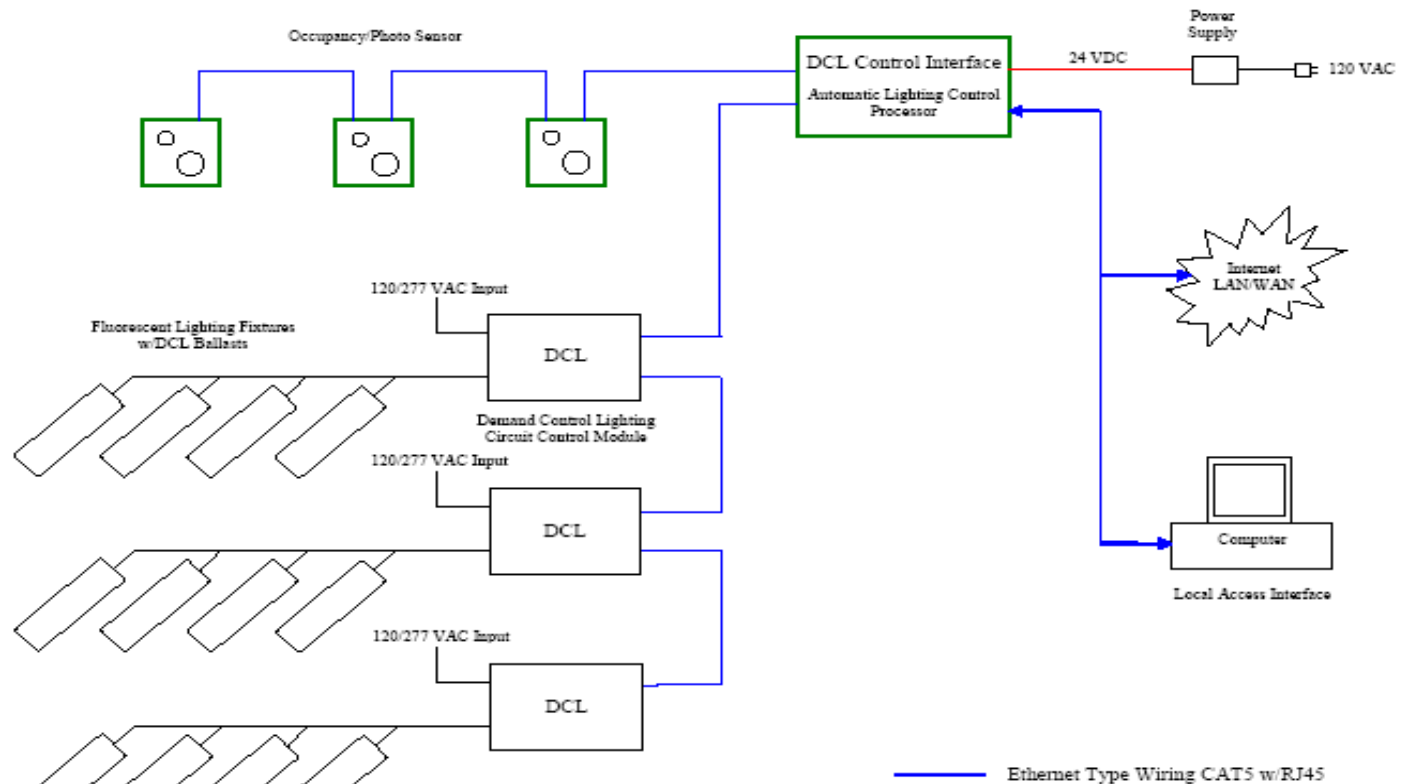 Power
Supply
Occupancy/Photo Sensor
DCL Control Interface
24 VDC
120 VAC
Automatic Lighting Control
Processor
Internet
LAN/WAN
120/277 VAC Input
Fluorescent Lighting Fixtures
w/DCL Ballasts
DCL
Demand Control Lighting
Circuit Control Module
120/277 VAC Input
DCL
Computer
Local Access Interface
120/277 VAC Input
DCL
Ethernet Type Wiring CAT5 w/RJ45